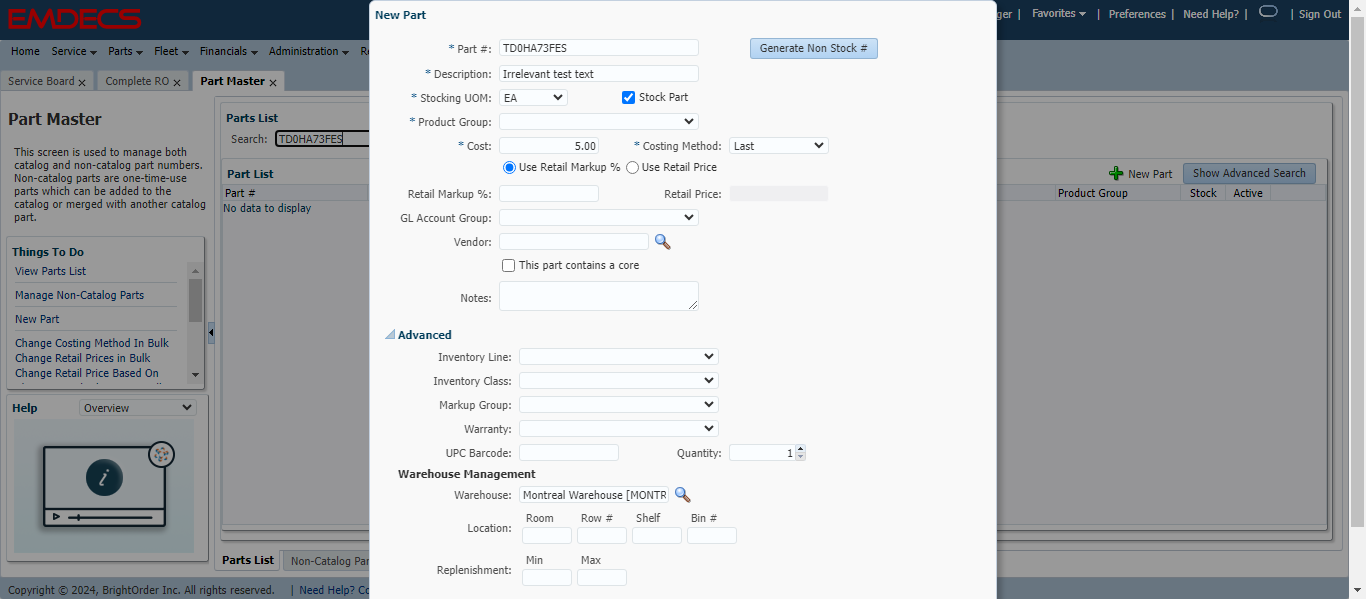 EMDECS
ger | Favorites | Preferences | Need Help? | | Sign Out
Home Service Parts Fleet Financials Administration
Service Board x Complete RO x Part Master x
Part Master
This screen is used to manage both
catalog and non-catalog part numbers.
Non-catalog parts are one-time-use
parts which can be added to the
catalog or merged with another catalog
part.
Things To Do
View Parts List
Manage Non-Catalog Parts
New Part
Change Costing Method In Bulk
Change Retail Prices in Bulk
Change Retail Price Based On
Help Overview
i
Parts List
Search: TD0HA73FES
Part List
Part #
No data to display
New Part Show Advanced Search
Product Group Stock Active
Parts List Non-Catalog Par
New Part
* Part #: TD0HA73FES Generate Non Stock #
* Description: Irrelevant test text
* Stocking UOM: EA Stock Part
* Product Group:
* Cost: 5.00 * Costing Method: Last
Use Retail Markup % Use Retail Price
Retail Markup %: Retail Price:
GL Account Group:
Vendor:
This part contains a core
Notes:
Advanced
Inventory Line:
Inventory Class:
Markup Group:
Warranty:
UPC Barcode: Quantity: 1
Warehouse Management
Warehouse: Montreal Warehouse [MONTR
Room Row # Shelf Bin #
Location:
Min Max
Replenishment:
Copyright © 2024, BrightOrder Inc. All rights reserved. | Need Help? Co